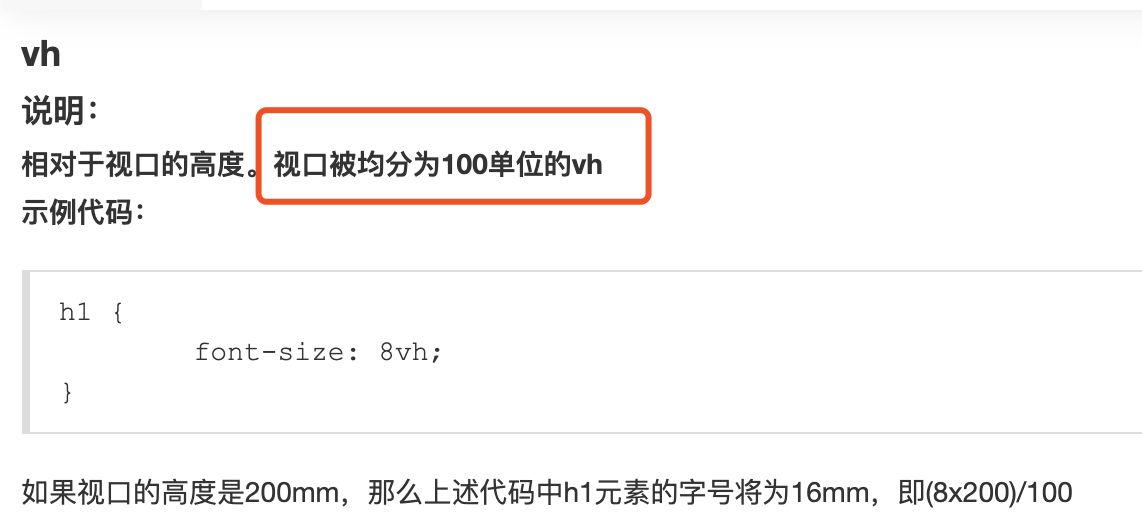 vh
说明：
相对于视口的高度。视口被均分为100单位的vh
示例代码：
h1 {
font-size: 8vh;
}
如果视口的高度是200mm，那么上述代码中h1元素的字号将为16mm，即(8x200)/100